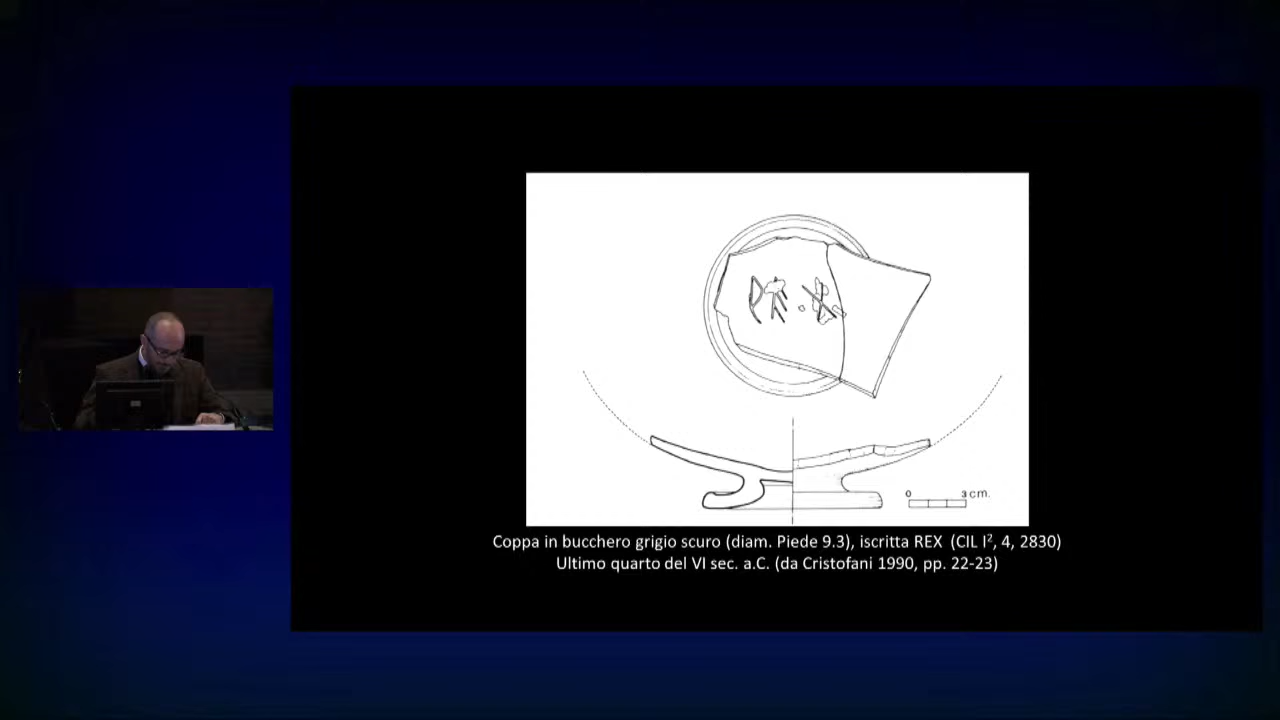 REX
0 3 cm.
Coppa in bucchero grigio scuro (diam. Piede 9.3), iscritta REX (CIL I², 4, 2830)
Ultimo quarto del VI sec. a.C. (da Cristofani 1990, pp. 22-23)